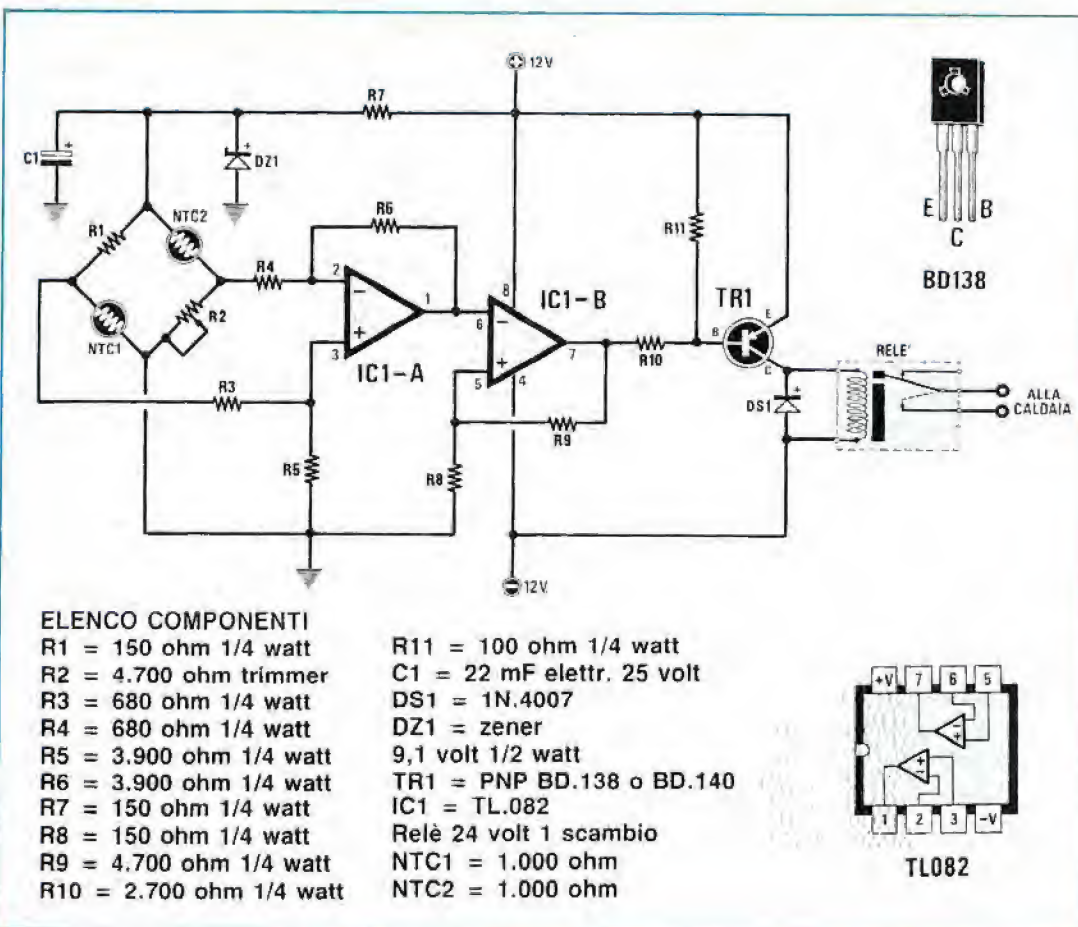 12 V
R7
C1
DZ1
R1
NTC2
R6
R11
E
B
C
BD138
R4
2
1
8
IC1-B
TR1
R2
NTC1
3
IC1-A
6
7
5
4
R10
B
E
C
RELE'
R3
R9
DS1
ALLA
CALDAIA
R5
R8
12 V.
ELENCO COMPONENTI
R1 = 150 ohm 1/4 watt
R2 = 4.700 ohm trimmer
R3 = 680 ohm 1/4 watt
R4 = 680 ohm 1/4 watt
R5 = 3.900 ohm 1/4 watt
R6 = 3.900 ohm 1/4 watt
R7 = 150 ohm 1/4 watt
R8 = 150 ohm 1/4 watt
R9 = 4.700 ohm 1/4 watt
R10 = 2.700 ohm 1/4 watt
R11 = 100 ohm 1/4 watt
C1 = 22 mF elettr. 25 volt
DS1 = 1N.4007
DZ1 = zener
9,1 volt 1/2 watt
TR1 = PNP BD.138 o BD.140
IC1 = TL.082
Relè 24 volt 1 scambio
NTC1 = 1.000 ohm
NTC2 = 1.000 ohm
+V 7 6 5
1 2 3 -V
TL082